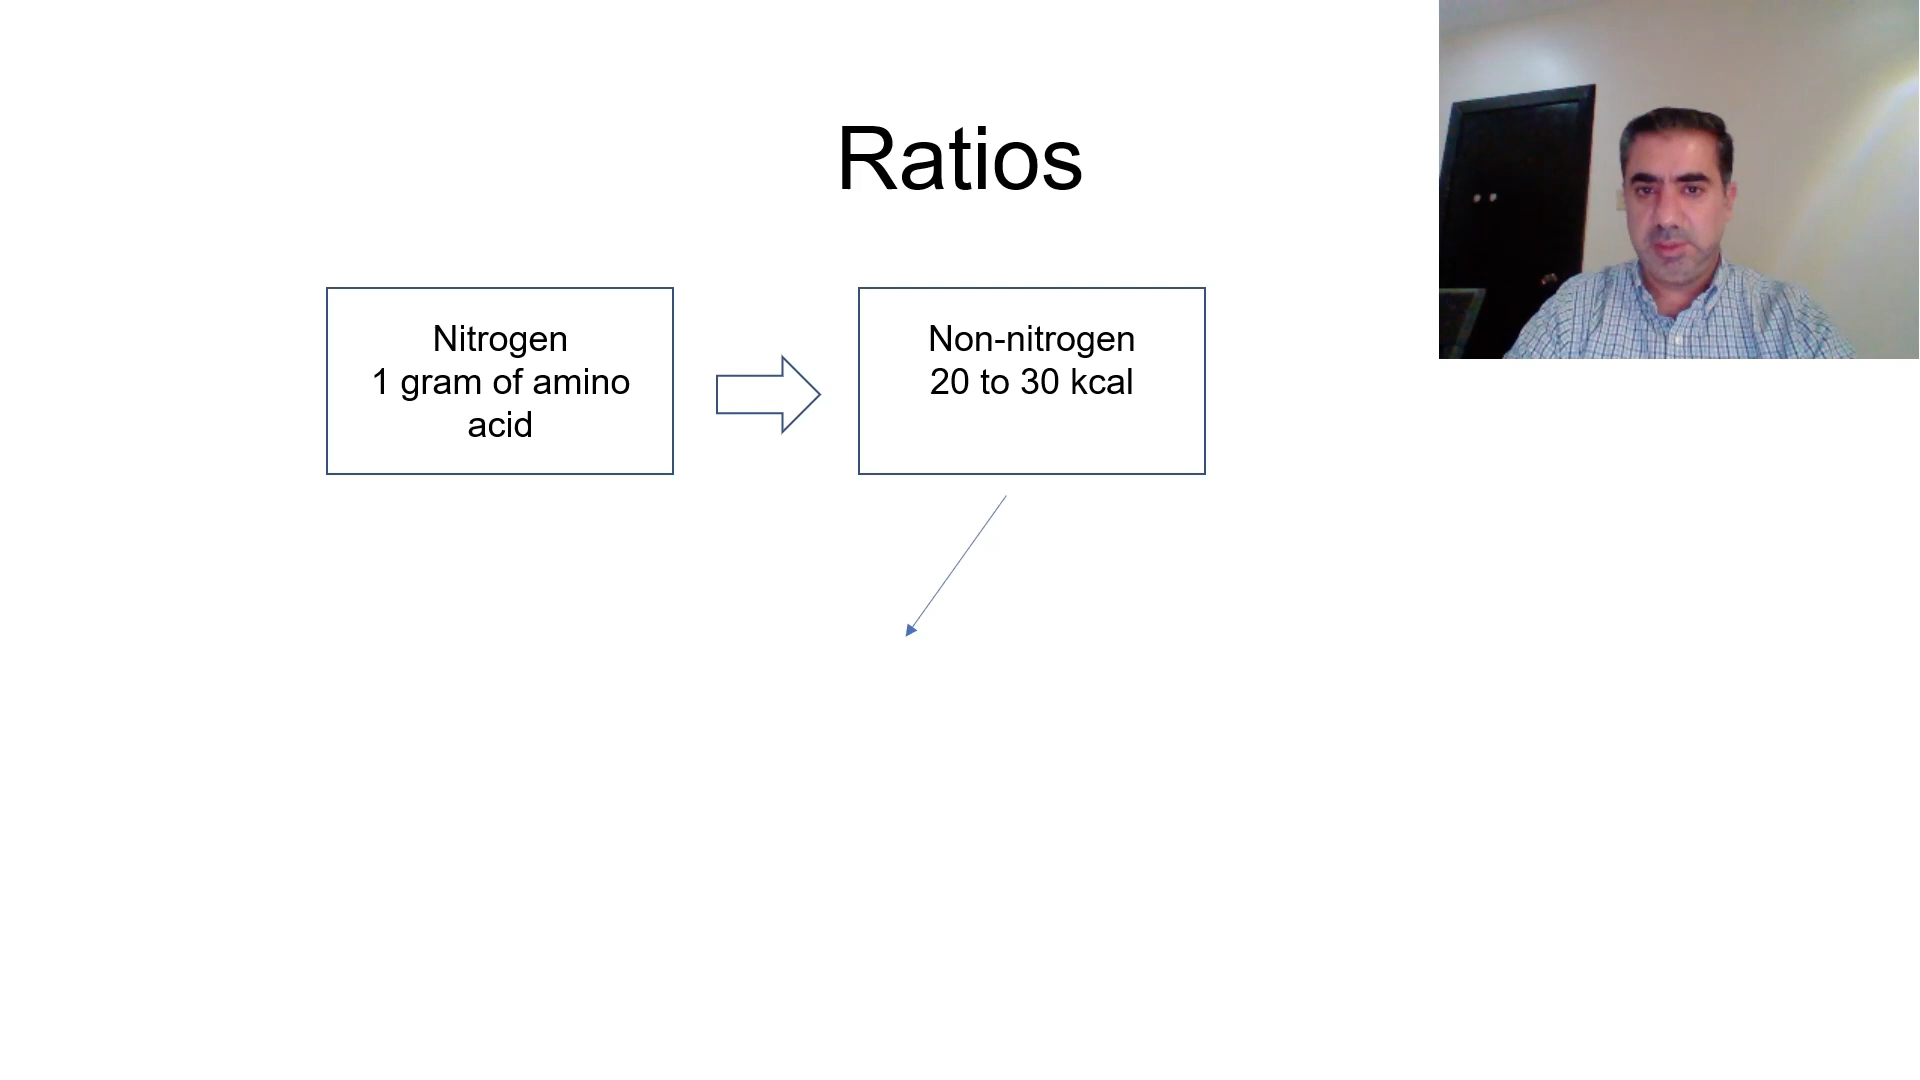 Ratios
Nitrogen
1 gram of amino
acid
Non-nitrogen
20 to 30 kcal